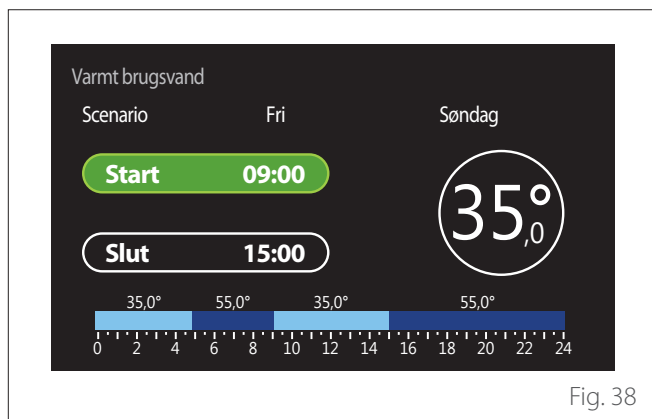 Varmt brugsvand
Scenario Fri Søndag
Start 09:00
35,0°
Slut 15:00
35,0° 55,0° 35,0° 55,0°
0 2 4 6 8 10 12 14 16 18 20 22 24
Fig. 38